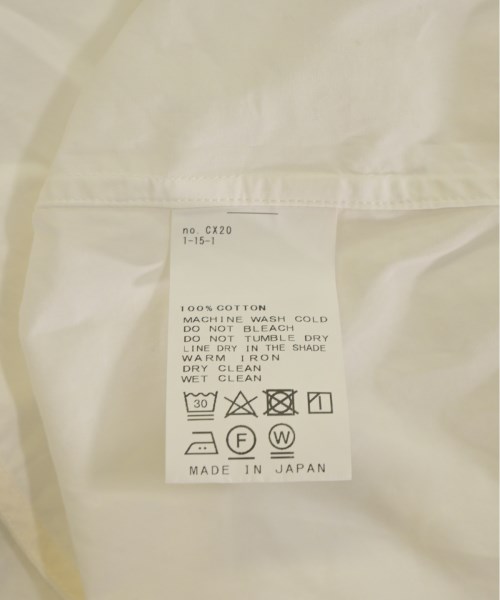 no. CX20
1-15-1
100% COTTON
MACHINE WASH COLD
DO NOT BLEACH
DO NOT TUMBLE DRY
LINE DRY IN THE SHADE
WARM IRON
DRY CLEAN
WET CLEAN
30
F W
MADE IN JAPAN